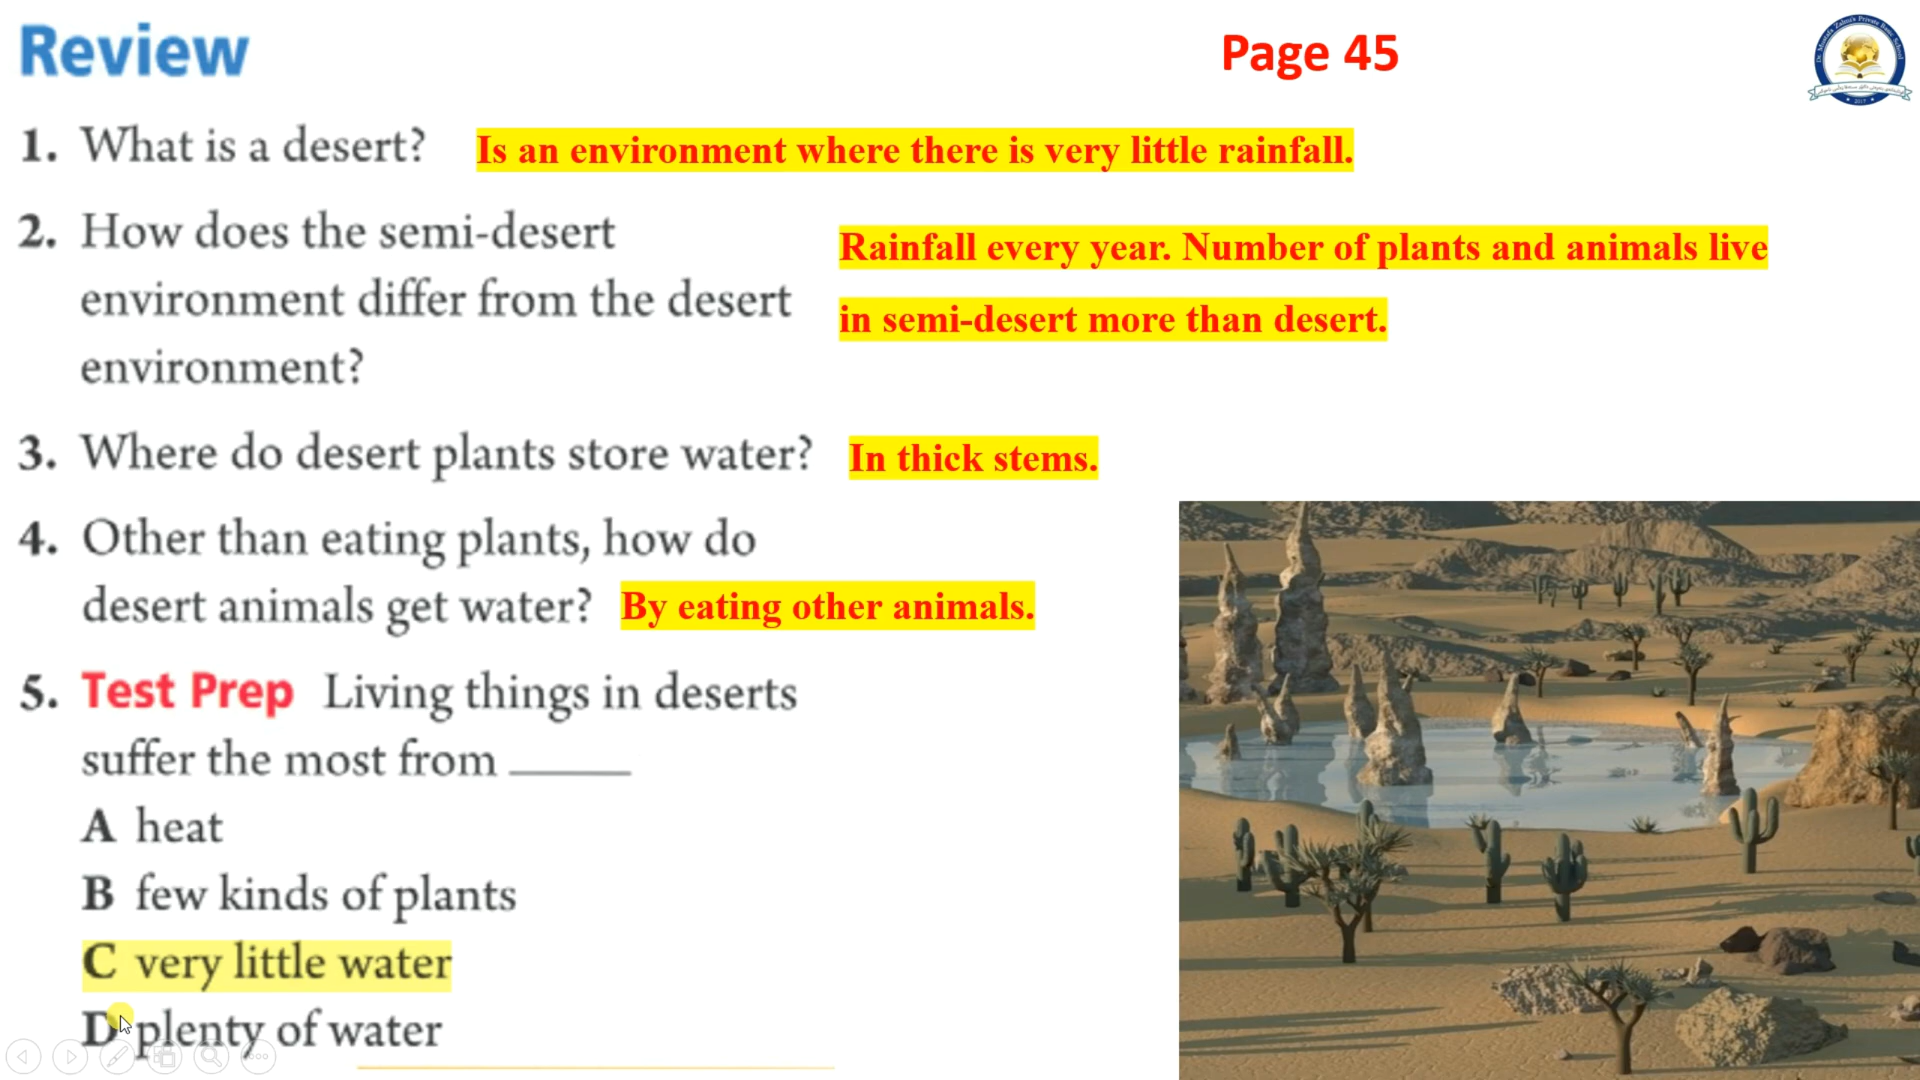 Review
Page 45
1. What is a desert? Is an environment where there is very little rainfall.
2. How does the semi-desert
environment differ from the desert
environment?
Rainfall every year. Number of plants and animals live
in semi-desert more than desert.
3. Where do desert plants store water? In thick stems.
4. Other than eating plants, how do
desert animals get water? By eating other animals.
5. Test Prep Living things in deserts
suffer the most from ______
A heat
B few kinds of plants
C very little water
D plenty of water